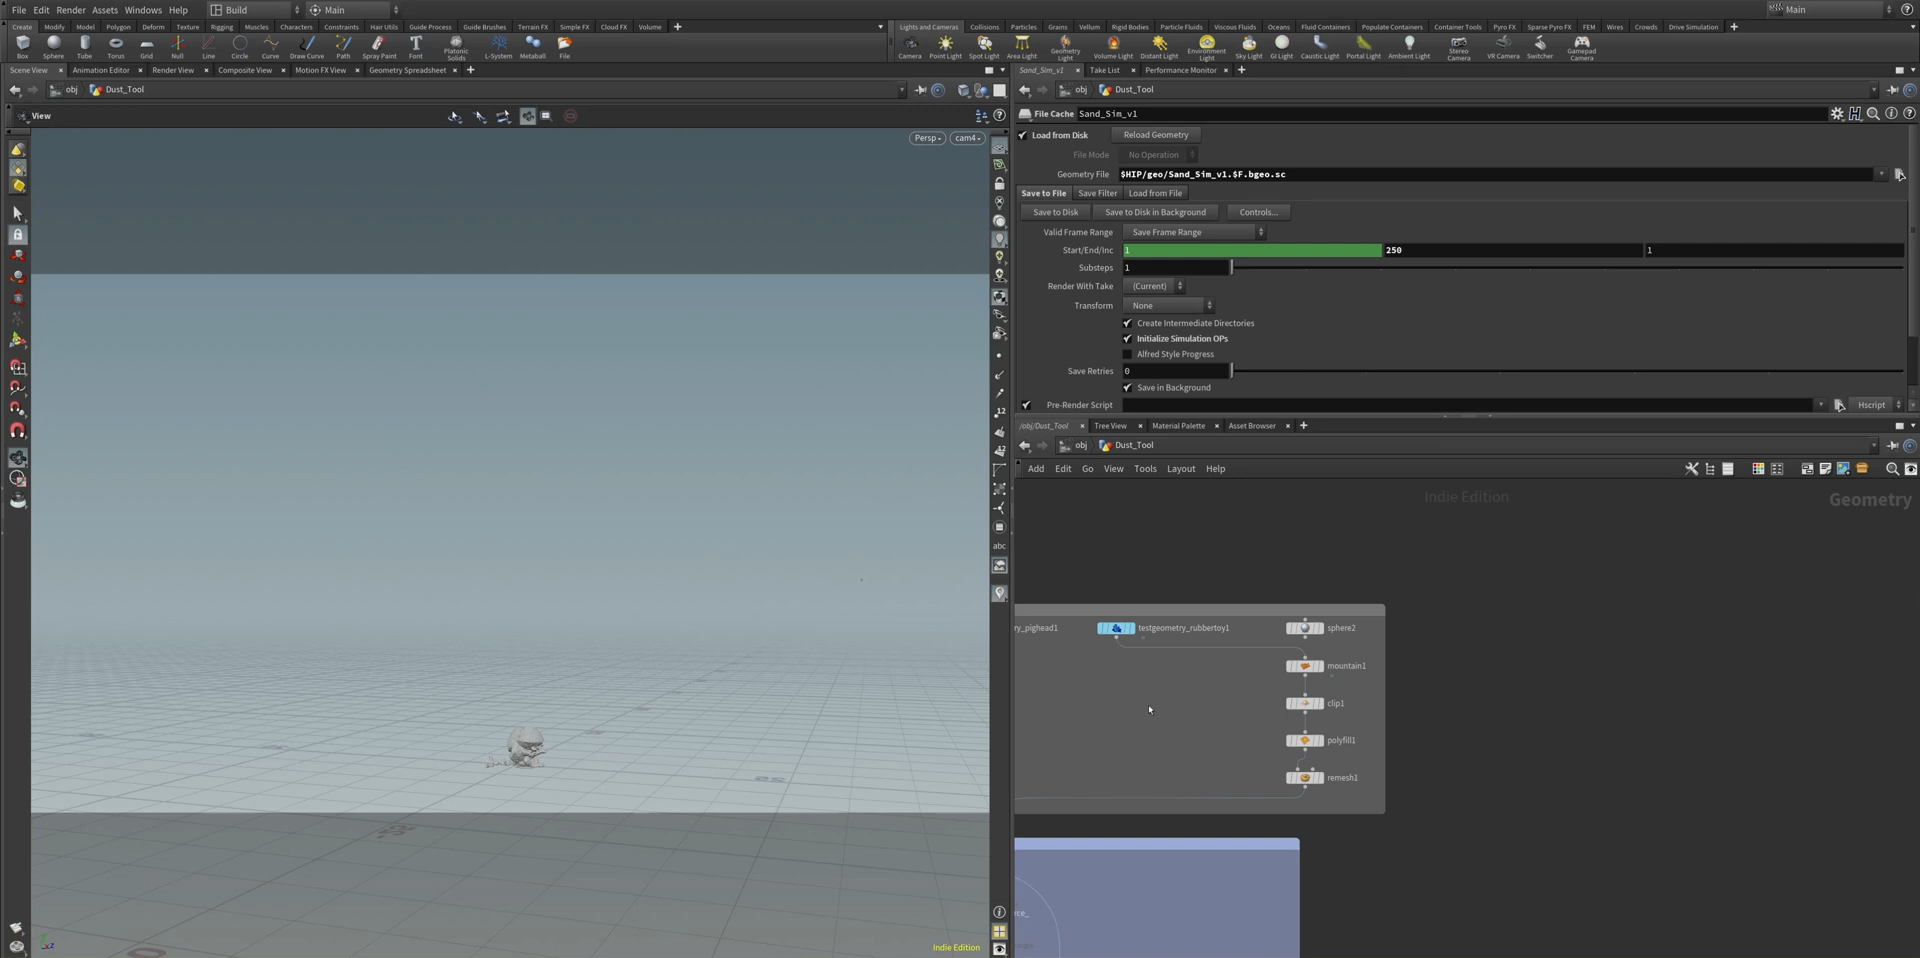 File Edit Render Assets Windows Help Build Main Main
Create Modify Model Polygon Deform Texture Rigging Muscles Characters Constraints Hair Utils Guide Process Guide Brushes Terrain FX Simple FX Cloud FX Volume
Lights and Cameras Collisions Particles Grains Vellum Rigid Bodies Particle Fluids Viscous Fluids Oceans Fluid Containers Populate Containers Container Tools Pyro FX Sparse Pyro FX FEM Wires Crowds Drive Simulation
Box Sphere Tube Torus Grid Null Line Circle Curve Draw Curve Path Spray Paint Font Platonic Solids L-System Metaball File
Camera Point Light Spot Light Area Light Geometry Light Volume Light Distant Light Environment Light Sky Light GI Light Caustic Light Portal Light Ambient Light Stereo Camera VR Camera Switcher Gamepad Camera
Scene View Animation Editor Render View Composite View Motion FX View Geometry Spreadsheet
Sand_Sim_v1 Take List Performance Monitor
obj Dust_Tool
obj Dust_Tool
View
Persp cam4
File Cache Sand_Sim_v1
Load from Disk Reload Geometry
File Mode No Operation
Geometry File $HIP/geo/Sand_Sim_v1.$F.bgeo.sc
Save to File Save Filter Load from File
Save to Disk Save to Disk in Background Controls...
Valid Frame Range Save Frame Range
Start/End/Inc 1 250 1
Substeps 1
Render With Take (Current)
Transform None
Create Intermediate Directories
Initialize Simulation OPs
Alfred Style Progress
Save Retries 0
Save in Background
Pre-Render Script Hscript
/obj/Dust_Tool Tree View Material Palette Asset Browser
obj Dust_Tool
Add Edit Go View Tools Layout Help
Indie Edition Geometry
ry_pighead1 testgeometry_rubbertoy1 sphere2
mountain1
clip1
polyfill1
remesh1
rce_
12
12
abc
Indie Edition